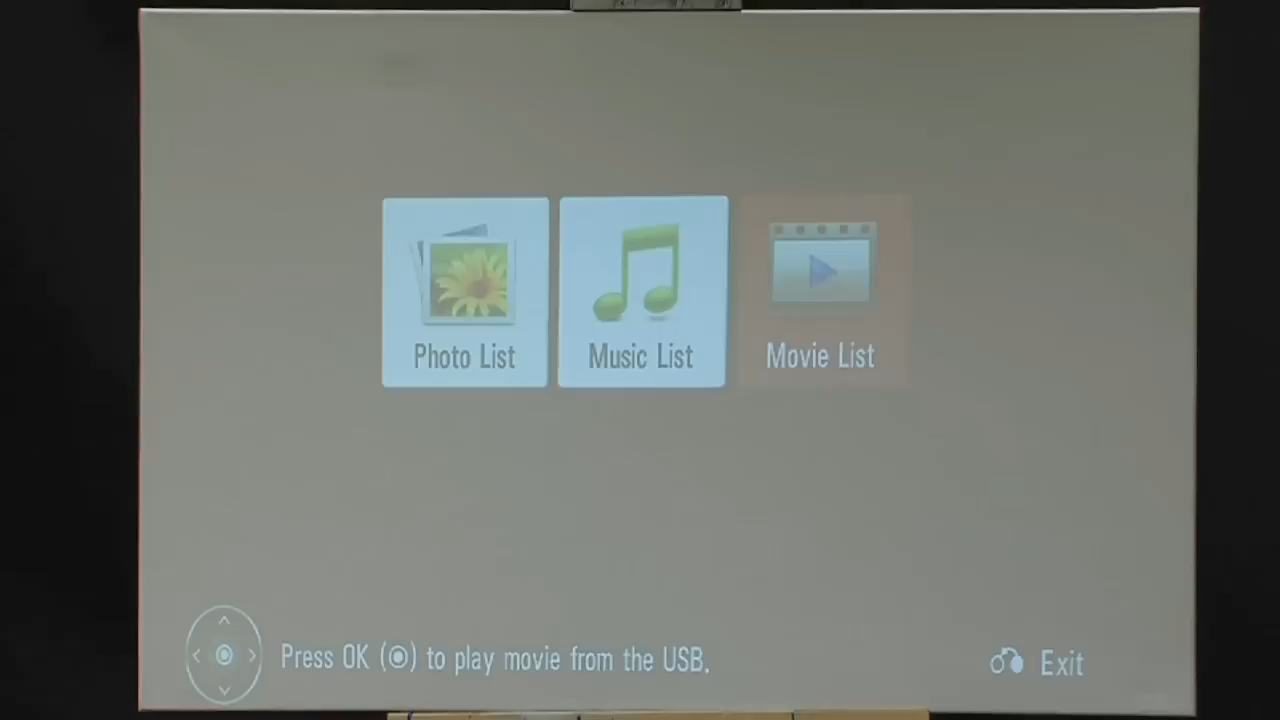 Photo List
Music List
Movie List
Press OK (◉) to play movie from the USB.
Exit